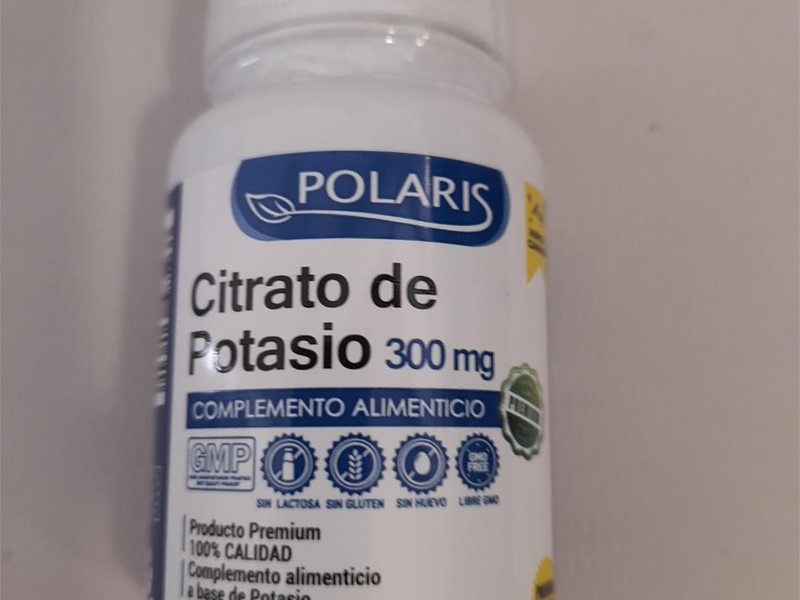 POLARIS
Citrato de
Potasio 300 mg
COMPLEMENTO ALIMENTICIO
PREMIUM
GMP
GMO
FREE
SIN LACTOSA SIN GLUTEN SIN HUEVO LIBRE GMO
Producto Premium
100% CALIDAD
Complemento alimenticio
a base de Potasio